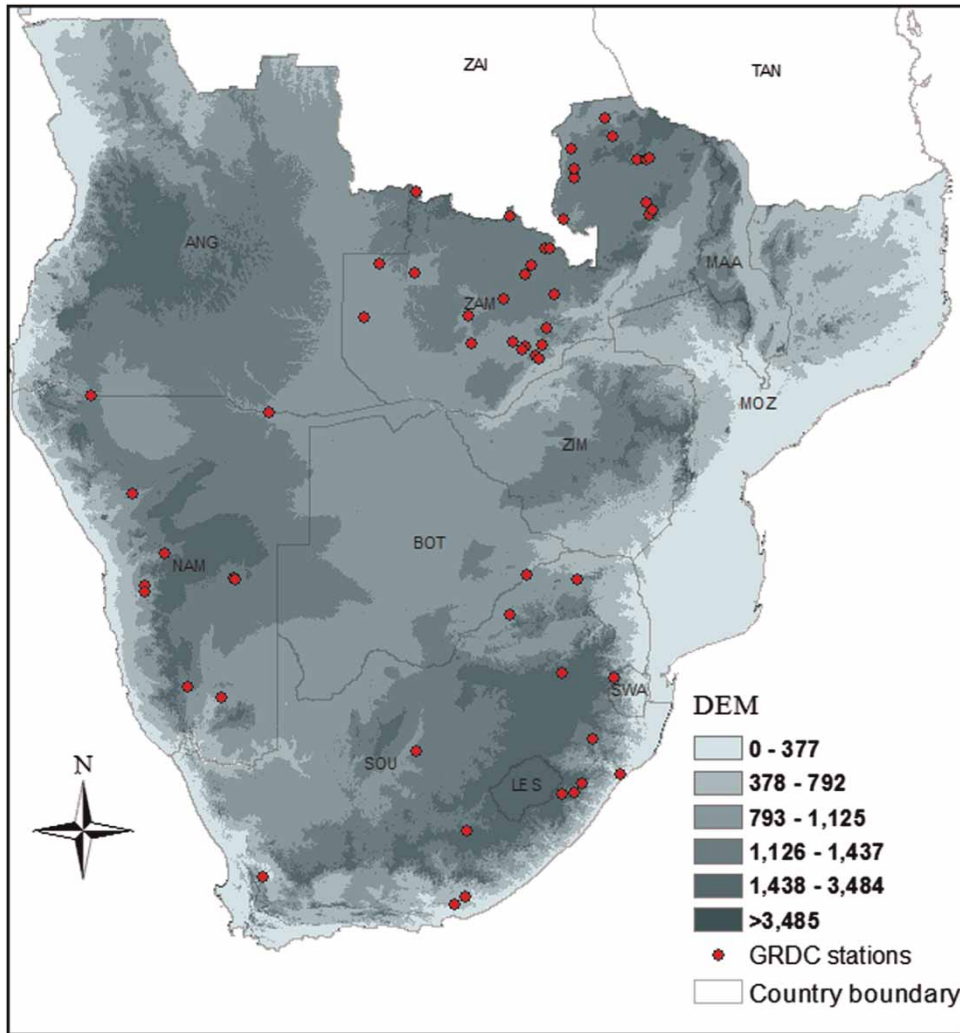 ZAI
TAN
ANG
MAA
ZAM
MOZ
ZIM
BOT
NAM
SWA
SOU
LES
N
DEM
0 - 377
378 - 792
793 - 1,125
1,126 - 1,437
1,438 - 3,484
>3,485
GRDC stations
Country boundary